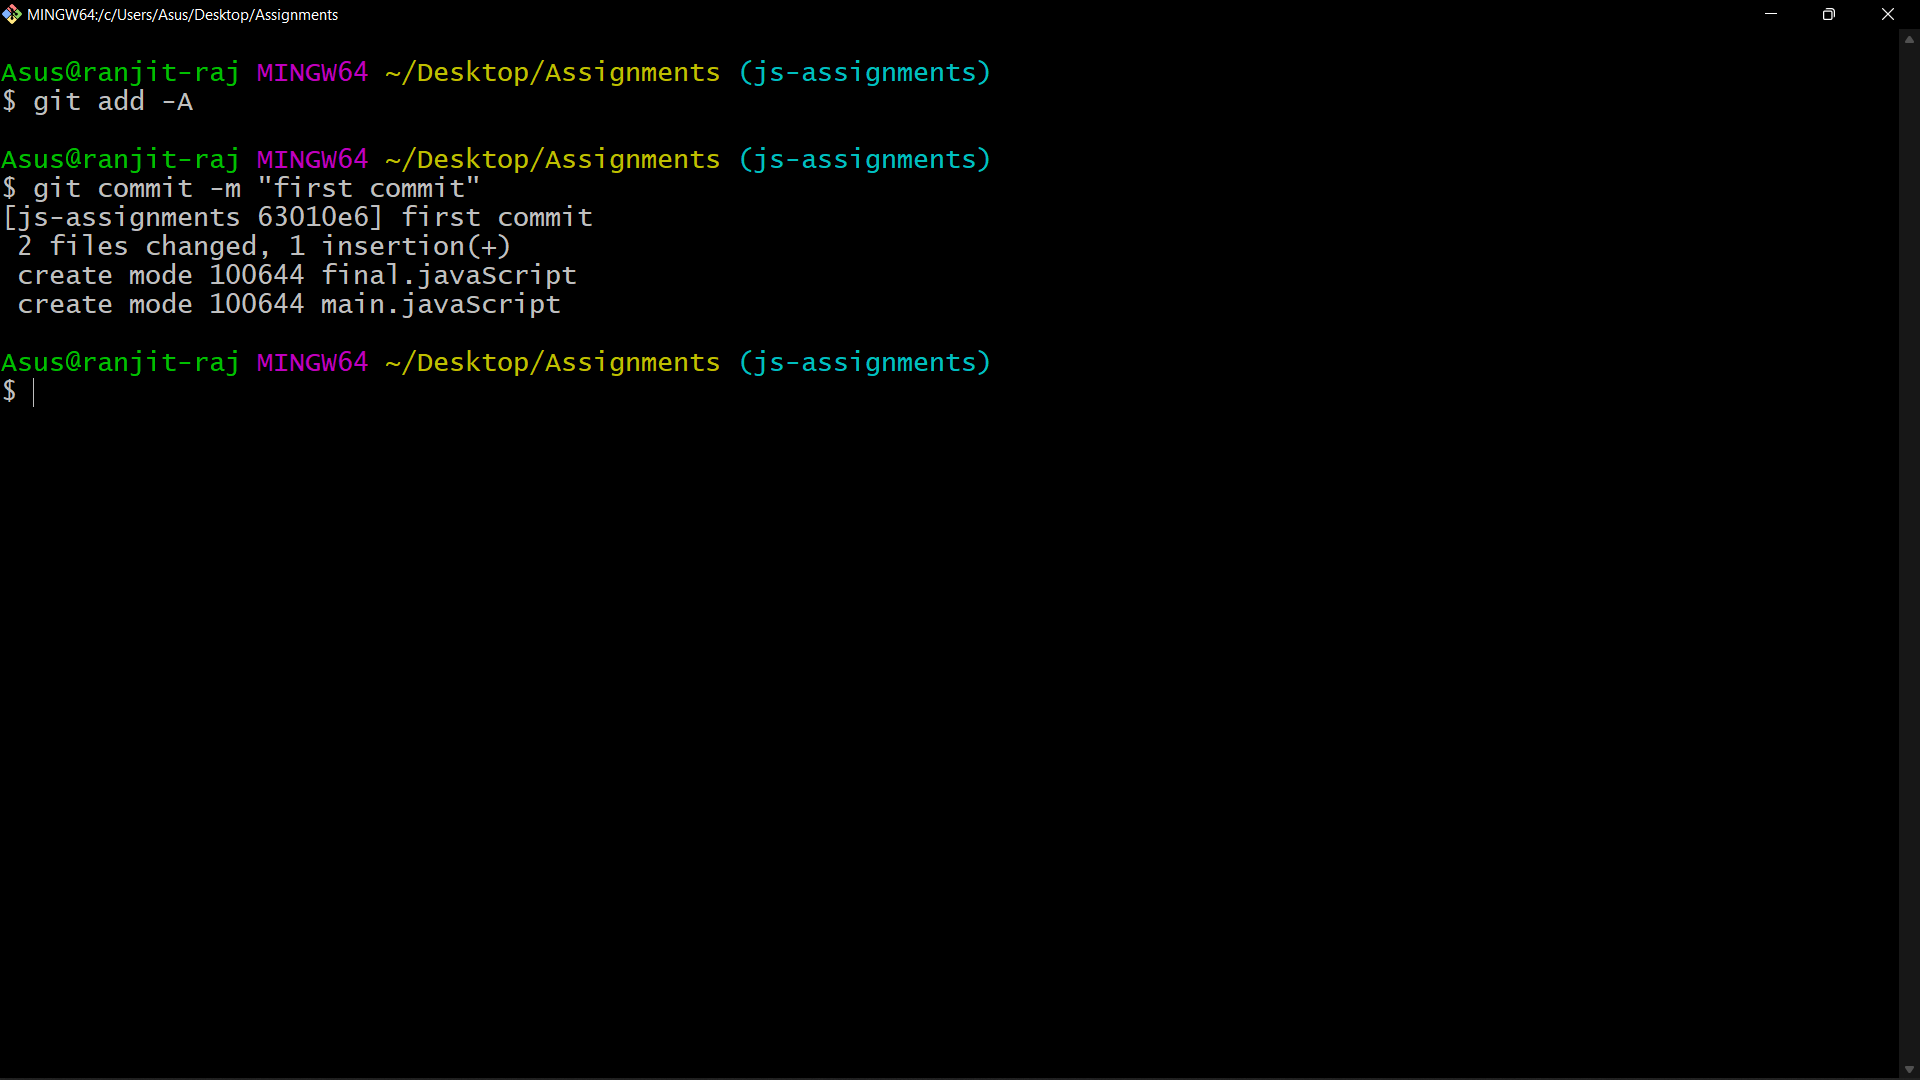 MINGW64:/c/Users/Asus/Desktop/Assignments
Asus@ranjit-raj MINGW64 ~/Desktop/Assignments (js-assignments)
$ git add -A
Asus@ranjit-raj MINGW64 ~/Desktop/Assignments (js-assignments)
$ git commit -m "first commit"
[js-assignments 63010e6] first commit
 2 files changed, 1 insertion(+)
 create mode 100644 final.javaScript
 create mode 100644 main.javaScript
Asus@ranjit-raj MINGW64 ~/Desktop/Assignments (js-assignments)
$